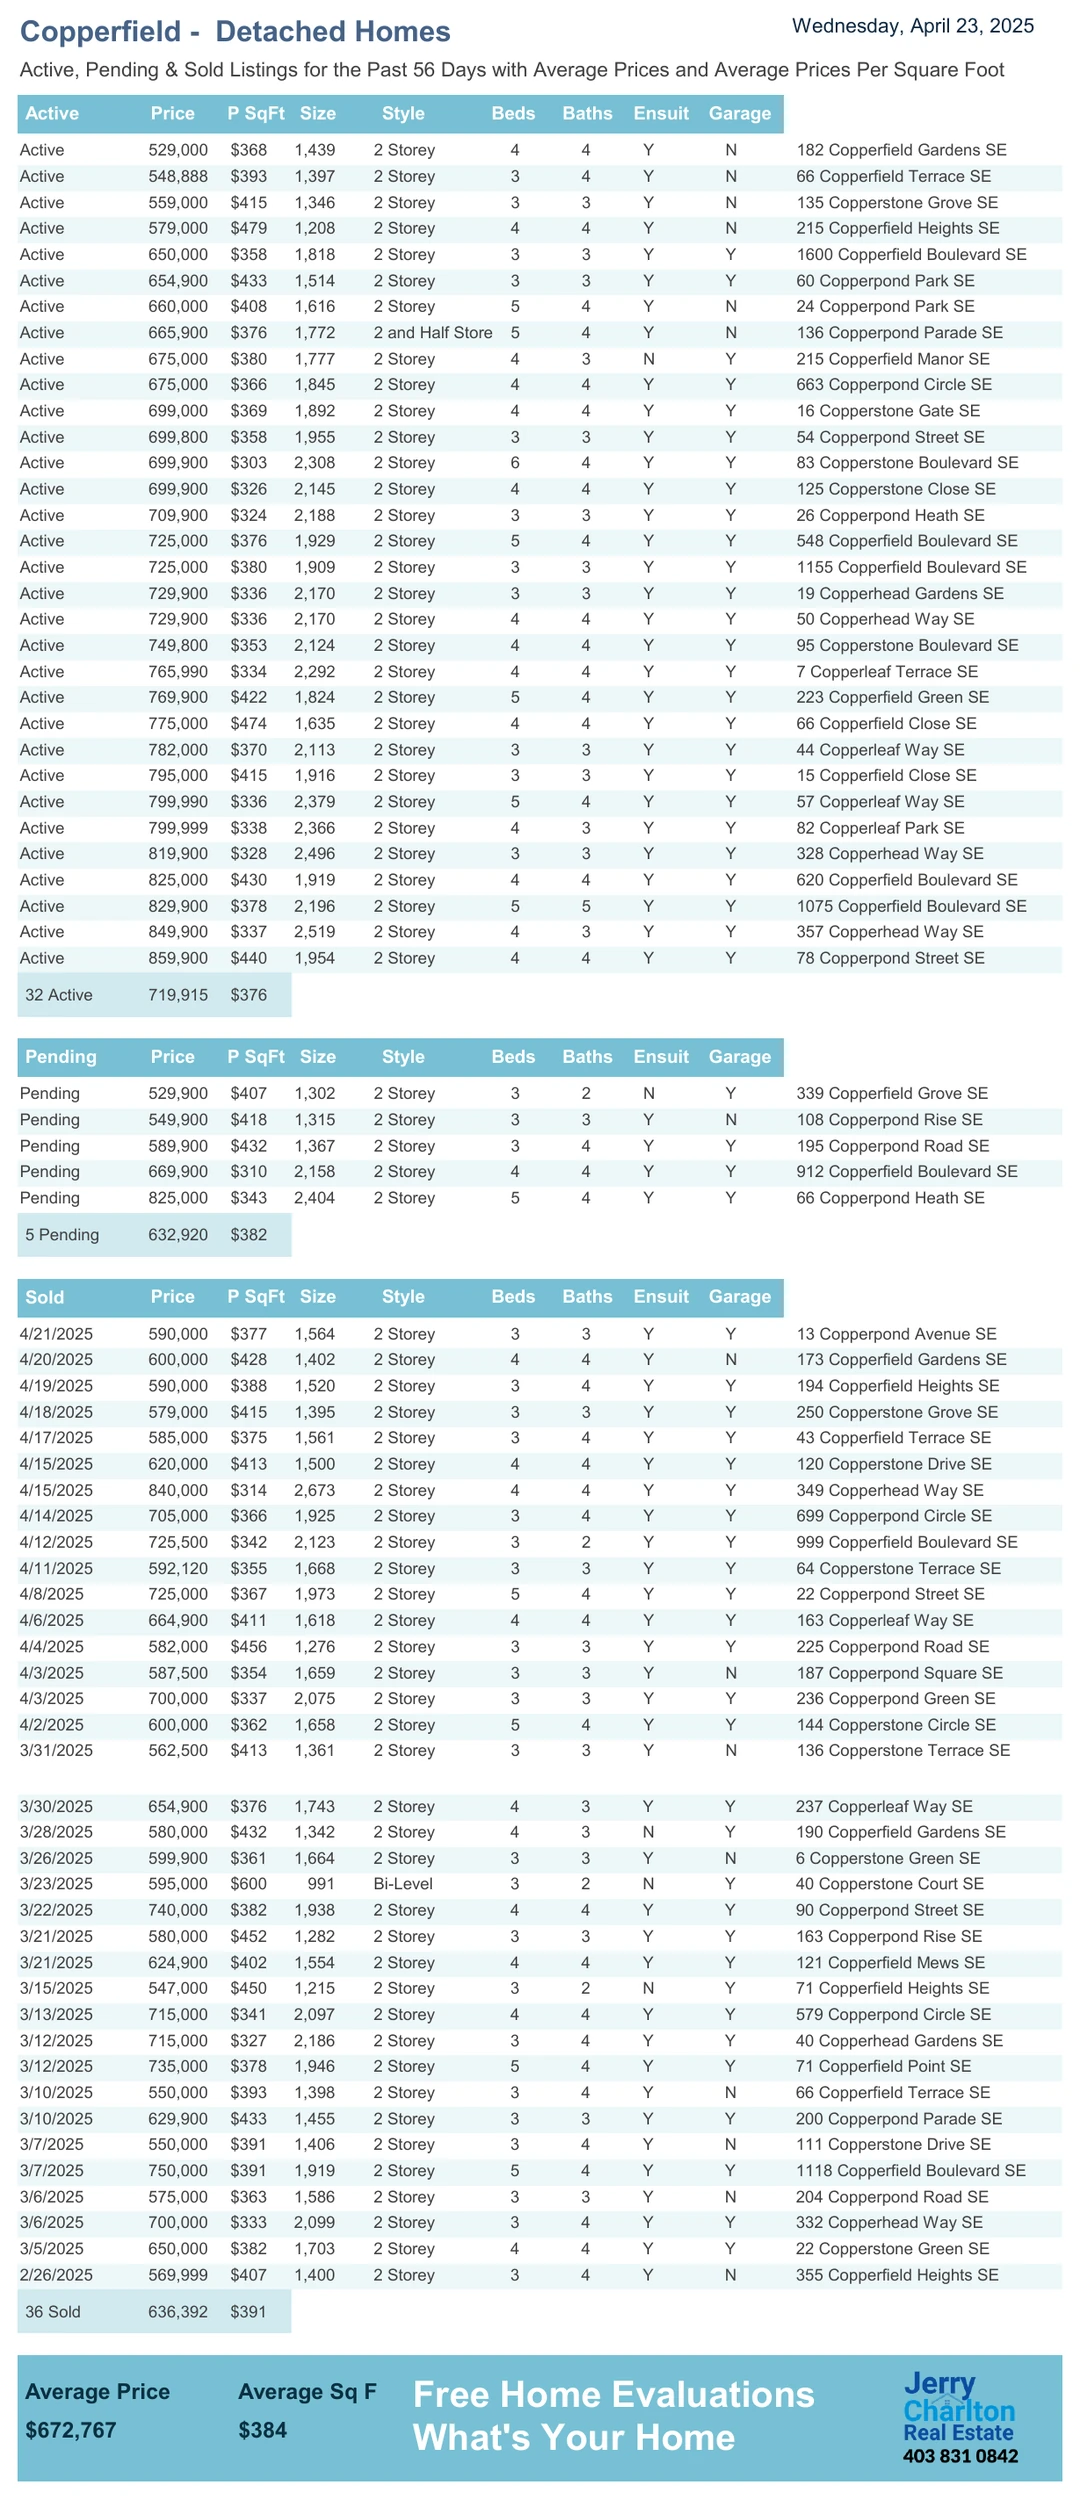 Copperfield - Detached Homes
Wednesday, April 23, 2025
Active, Pending & Sold Listings for the Past 56 Days with Average Prices and Average Prices Per Square Foot
Active Price P SqFt Size Style Beds Baths Ensuit Garage
Active 529,000 $368 1,439 2 Storey 4 4 Y N 182 Copperfield Gardens SE
Active 548,888 $393 1,397 2 Storey 3 4 Y N 66 Copperfield Terrace SE
Active 559,000 $415 1,346 2 Storey 3 3 Y N 135 Copperstone Grove SE
Active 579,000 $479 1,208 2 Storey 4 4 Y N 215 Copperfield Heights SE
Active 650,000 $358 1,818 2 Storey 3 3 Y Y 1600 Copperfield Boulevard SE
Active 654,900 $433 1,514 2 Storey 3 3 Y Y 60 Copperpond Park SE
Active 660,000 $408 1,616 2 Storey 5 4 Y N 24 Copperpond Park SE
Active 665,900 $376 1,772 2 and Half Store 5 4 Y N 136 Copperpond Parade SE
Active 675,000 $380 1,777 2 Storey 4 3 N Y 215 Copperfield Manor SE
Active 675,000 $366 1,845 2 Storey 4 4 Y Y 663 Copperpond Circle SE
Active 699,000 $369 1,892 2 Storey 4 4 Y Y 16 Copperstone Gate SE
Active 699,800 $358 1,955 2 Storey 3 3 Y Y 54 Copperpond Street SE
Active 699,900 $303 2,308 2 Storey 6 4 Y Y 83 Copperstone Boulevard SE
Active 699,900 $326 2,145 2 Storey 4 4 Y Y 125 Copperstone Close SE
Active 709,900 $324 2,188 2 Storey 3 3 Y Y 26 Copperpond Heath SE
Active 725,000 $376 1,929 2 Storey 5 4 Y Y 548 Copperfield Boulevard SE
Active 725,000 $380 1,909 2 Storey 3 3 Y Y 1155 Copperfield Boulevard SE
Active 729,900 $336 2,170 2 Storey 3 3 Y Y 19 Copperhead Gardens SE
Active 729,900 $336 2,170 2 Storey 4 4 Y Y 50 Copperhead Way SE
Active 749,800 $353 2,124 2 Storey 4 4 Y Y 95 Copperstone Boulevard SE
Active 765,990 $334 2,292 2 Storey 4 4 Y Y 7 Copperleaf Terrace SE
Active 769,900 $422 1,824 2 Storey 5 4 Y Y 223 Copperfield Green SE
Active 775,000 $474 1,635 2 Storey 4 4 Y Y 66 Copperfield Close SE
Active 782,000 $370 2,113 2 Storey 3 3 Y Y 44 Copperleaf Way SE
Active 795,000 $415 1,916 2 Storey 3 3 Y Y 15 Copperfield Close SE
Active 799,990 $336 2,379 2 Storey 5 4 Y Y 57 Copperleaf Way SE
Active 799,999 $338 2,366 2 Storey 4 3 Y Y 82 Copperleaf Park SE
Active 819,900 $328 2,496 2 Storey 3 3 Y Y 328 Copperhead Way SE
Active 825,000 $430 1,919 2 Storey 4 4 Y Y 620 Copperfield Boulevard SE
Active 829,900 $378 2,196 2 Storey 5 5 Y Y 1075 Copperfield Boulevard SE
Active 849,900 $337 2,519 2 Storey 4 3 Y Y 357 Copperhead Way SE
Active 859,900 $440 1,954 2 Storey 4 4 Y Y 78 Copperpond Street SE
32 Active 719,915 $376
Pending Price P SqFt Size Style Beds Baths Ensuit Garage
Pending 529,900 $407 1,302 2 Storey 3 2 N Y 339 Copperfield Grove SE
Pending 549,900 $418 1,315 2 Storey 3 3 Y N 108 Copperpond Rise SE
Pending 589,900 $432 1,367 2 Storey 3 4 Y Y 195 Copperpond Road SE
Pending 669,900 $310 2,158 2 Storey 4 4 Y Y 912 Copperfield Boulevard SE
Pending 825,000 $343 2,404 2 Storey 5 4 Y Y 66 Copperpond Heath SE
5 Pending 632,920 $382
Sold Price P SqFt Size Style Beds Baths Ensuit Garage
4/21/2025 590,000 $377 1,564 2 Storey 3 3 Y Y 13 Copperpond Avenue SE
4/20/2025 600,000 $428 1,402 2 Storey 4 4 Y N 173 Copperfield Gardens SE
4/19/2025 590,000 $388 1,520 2 Storey 3 4 Y Y 194 Copperfield Heights SE
4/18/2025 579,000 $415 1,395 2 Storey 3 3 Y Y 250 Copperstone Grove SE
4/17/2025 585,000 $375 1,561 2 Storey 3 4 Y Y 43 Copperfield Terrace SE
4/15/2025 620,000 $413 1,500 2 Storey 4 4 Y Y 120 Copperstone Drive SE
4/15/2025 840,000 $314 2,673 2 Storey 4 4 Y Y 349 Copperhead Way SE
4/14/2025 705,000 $366 1,925 2 Storey 3 4 Y Y 699 Copperpond Circle SE
4/12/2025 725,500 $342 2,123 2 Storey 3 2 Y Y 999 Copperfield Boulevard SE
4/11/2025 592,120 $355 1,668 2 Storey 3 3 Y Y 64 Copperstone Terrace SE
4/8/2025 725,000 $367 1,973 2 Storey 5 4 Y Y 22 Copperpond Street SE
4/6/2025 664,900 $411 1,618 2 Storey 4 4 Y Y 163 Copperleaf Way SE
4/4/2025 582,000 $456 1,276 2 Storey 3 3 Y Y 225 Copperpond Road SE
4/3/2025 587,500 $354 1,659 2 Storey 3 3 Y N 187 Copperpond Square SE
4/3/2025 700,000 $337 2,075 2 Storey 3 3 Y Y 236 Copperpond Green SE
4/2/2025 600,000 $362 1,658 2 Storey 5 4 Y Y 144 Copperstone Circle SE
3/31/2025 562,500 $413 1,361 2 Storey 3 3 Y N 136 Copperstone Terrace SE
3/30/2025 654,900 $376 1,743 2 Storey 4 3 Y Y 237 Copperleaf Way SE
3/28/2025 580,000 $432 1,342 2 Storey 4 3 N Y 190 Copperfield Gardens SE
3/26/2025 599,900 $361 1,664 2 Storey 3 3 Y N 6 Copperstone Green SE
3/23/2025 595,000 $600 991 Bi-Level 3 2 N Y 40 Copperstone Court SE
3/22/2025 740,000 $382 1,938 2 Storey 4 4 Y Y 90 Copperpond Street SE
3/21/2025 580,000 $452 1,282 2 Storey 3 3 Y Y 163 Copperpond Rise SE
3/21/2025 624,900 $402 1,554 2 Storey 4 4 Y Y 121 Copperfield Mews SE
3/15/2025 547,000 $450 1,215 2 Storey 3 2 N Y 71 Copperfield Heights SE
3/13/2025 715,000 $341 2,097 2 Storey 4 4 Y Y 579 Copperpond Circle SE
3/12/2025 715,000 $327 2,186 2 Storey 3 4 Y Y 40 Copperhead Gardens SE
3/12/2025 735,000 $378 1,946 2 Storey 5 4 Y Y 71 Copperfield Point SE
3/10/2025 550,000 $393 1,398 2 Storey 3 4 Y N 66 Copperfield Terrace SE
3/10/2025 629,900 $433 1,455 2 Storey 3 3 Y Y 200 Copperpond Parade SE
3/7/2025 550,000 $391 1,406 2 Storey 3 4 Y N 111 Copperstone Drive SE
3/7/2025 750,000 $391 1,919 2 Storey 5 4 Y Y 1118 Copperfield Boulevard SE
3/6/2025 575,000 $363 1,586 2 Storey 3 3 Y N 204 Copperpond Road SE
3/6/2025 700,000 $333 2,099 2 Storey 3 4 Y Y 332 Copperhead Way SE
3/5/2025 650,000 $382 1,703 2 Storey 4 4 Y Y 22 Copperstone Green SE
2/26/2025 569,999 $407 1,400 2 Storey 3 4 Y N 355 Copperfield Heights SE
36 Sold 636,392 $391
Average Price Average Sq F
$672,767 $384
Free Home Evaluations
What's Your Home
Jerry
Charlton
Real Estate
403 831 0842